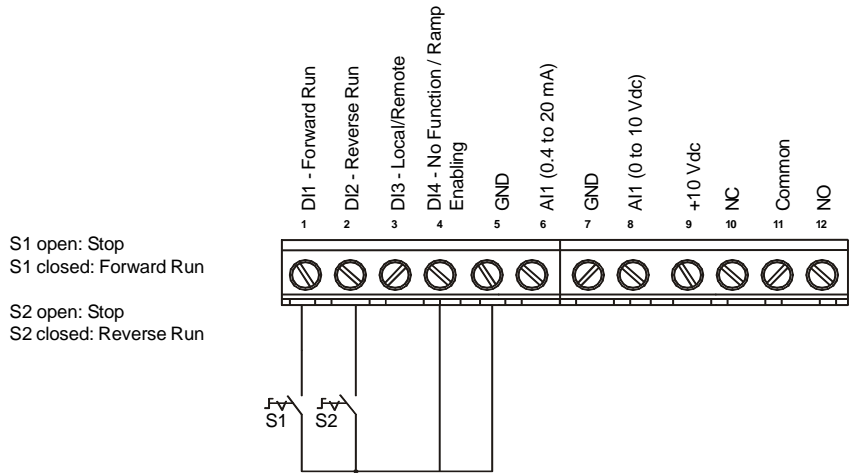 DI1 - Forward Run
DI2 - Reverse Run
DI3 - Local/Remote
DI4 - No Function / Ramp
Enabling
GND
AI1 (0.4 to 20 mA)
GND
AI1 (0 to 10 Vdc)
+10 Vdc
NC
Common
NO
1 2 3 4 5 6 7 8 9 10 11 12
S1 open: Stop
S1 closed: Forward Run
S2 open: Stop
S2 closed: Reverse Run
S1 S2